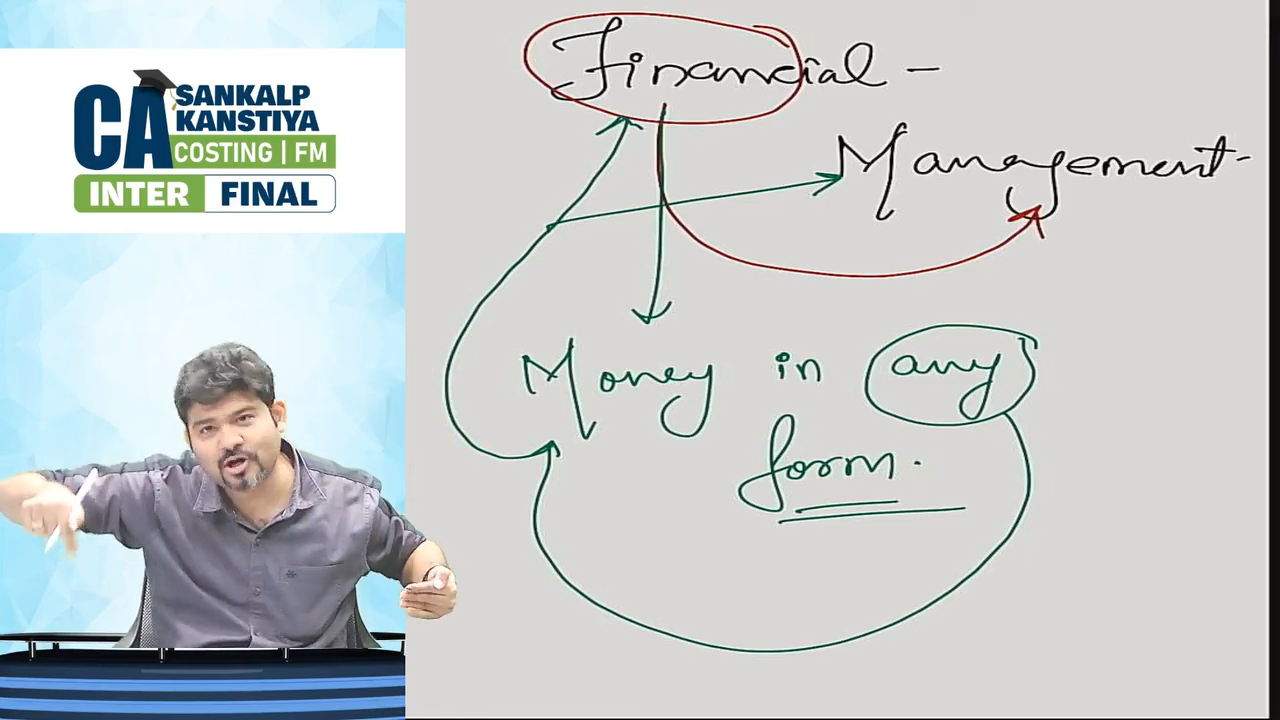 CA SANKALP
KANSTIYA
COSTING | FM
INTER FINAL
Financial -
Management.
Money in any
form.